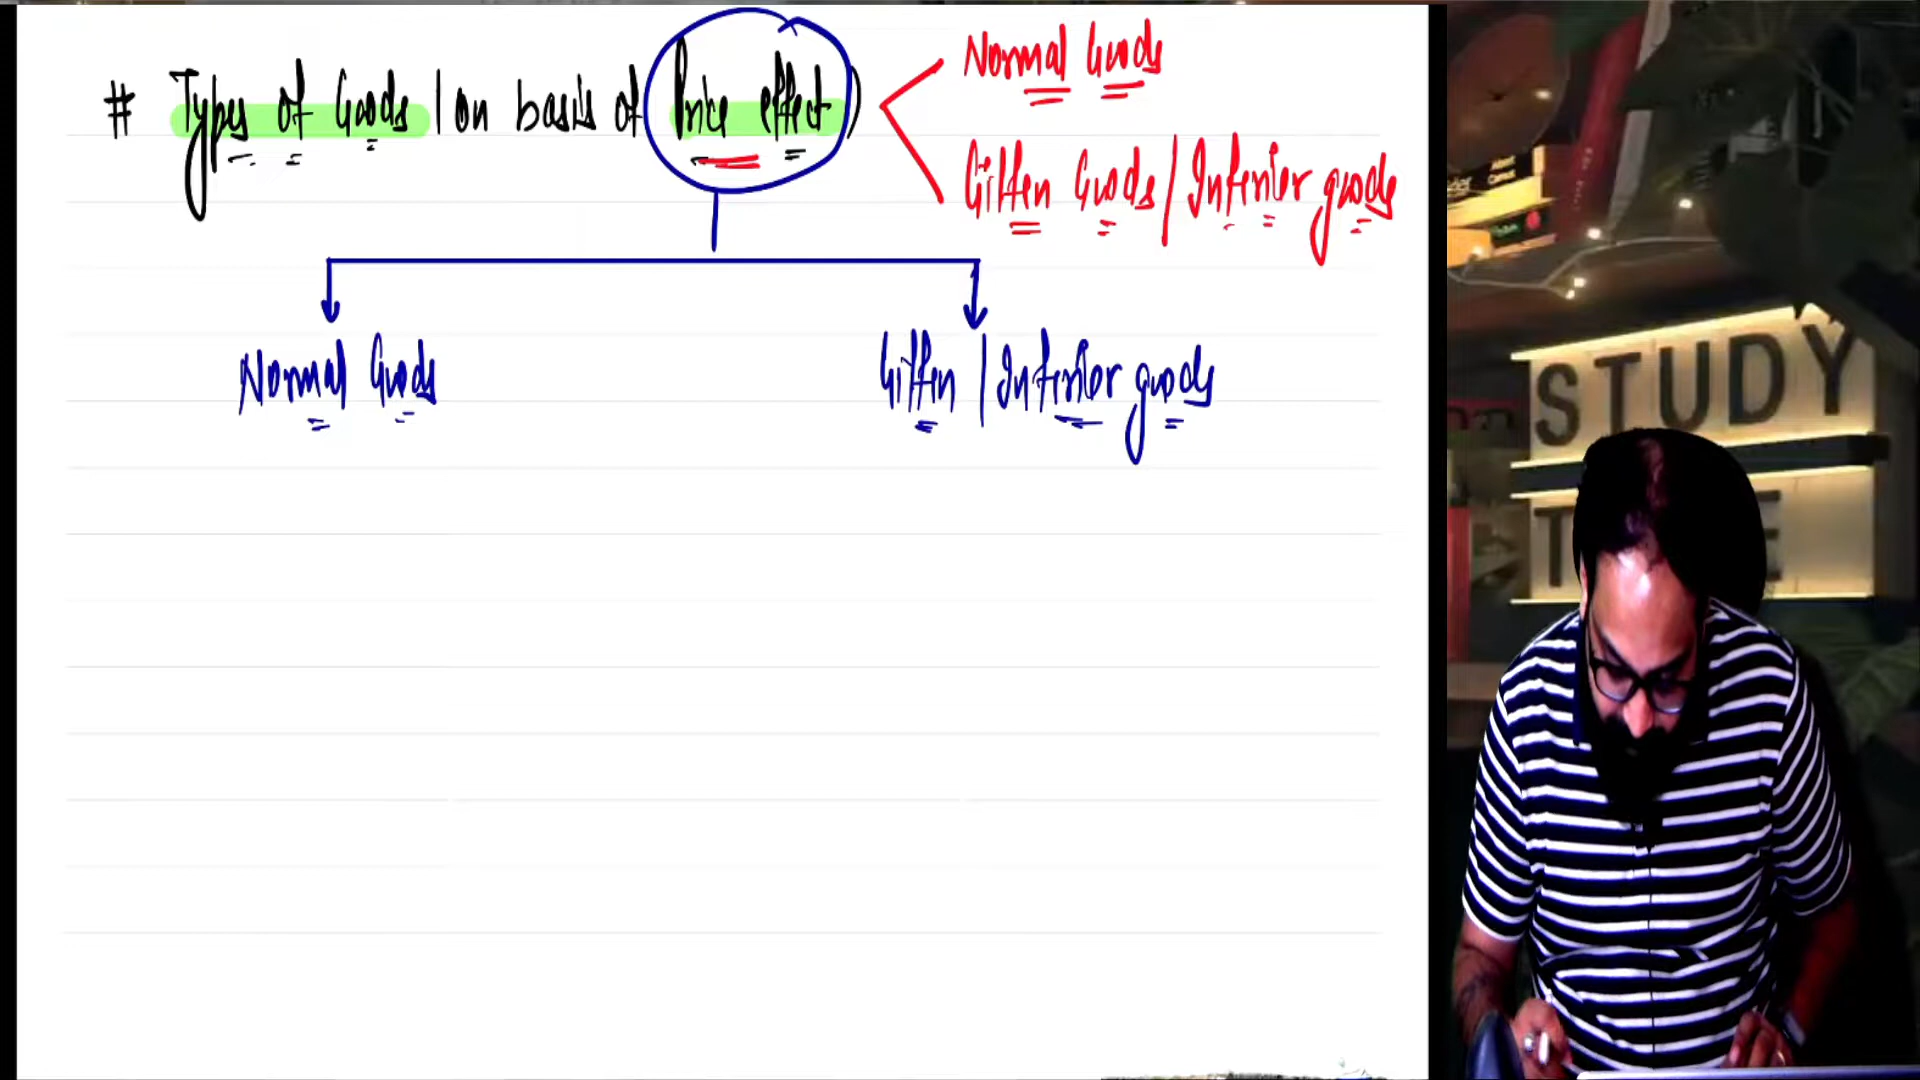 # Types of Goods (on basis of Price effect)
Normal Goods
Giffen Goods / Inferior goods
Normal Goods
Giffen / Inferior goods
STUDY